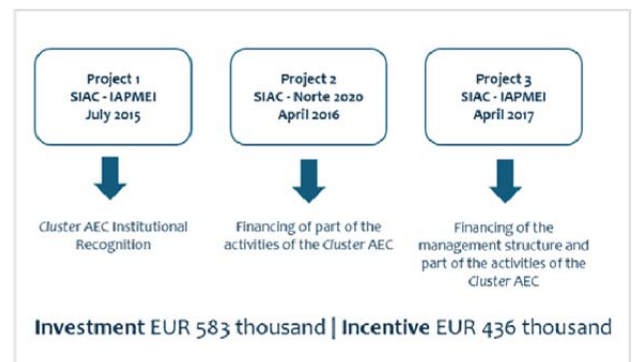 Project 1
SIAC - IAPMEI
July 2015
Project 2
SIAC - Norte 2020
April 2016
Project 3
SIAC - IAPMEI
April 2017
Cluster AEC Institutional
Recognition
Financing of part of the
activities of the Cluster AEC
Financing of the
management structure and
part of the activities of the
Cluster AEC
Investment EUR 583 thousand | Incentive EUR 436 thousand